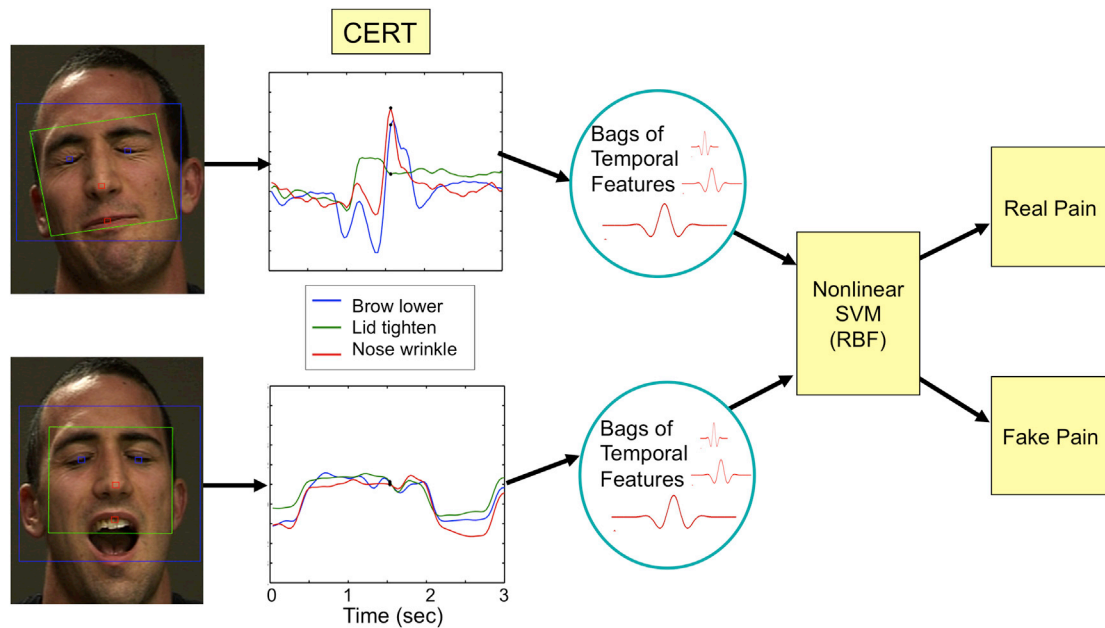 CERT
Bags of
Temporal
Features
Real Pain
Nonlinear
SVM
(RBF)
Brow lower
Lid tighten
Nose wrinkle
Bags of
Temporal
Features
Fake Pain
0 1 2 3
Time (sec)